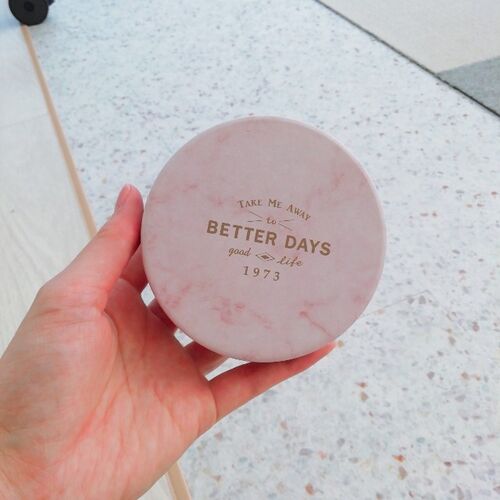 TAKE ME AWAY
to
BETTER DAYS
good life
1973